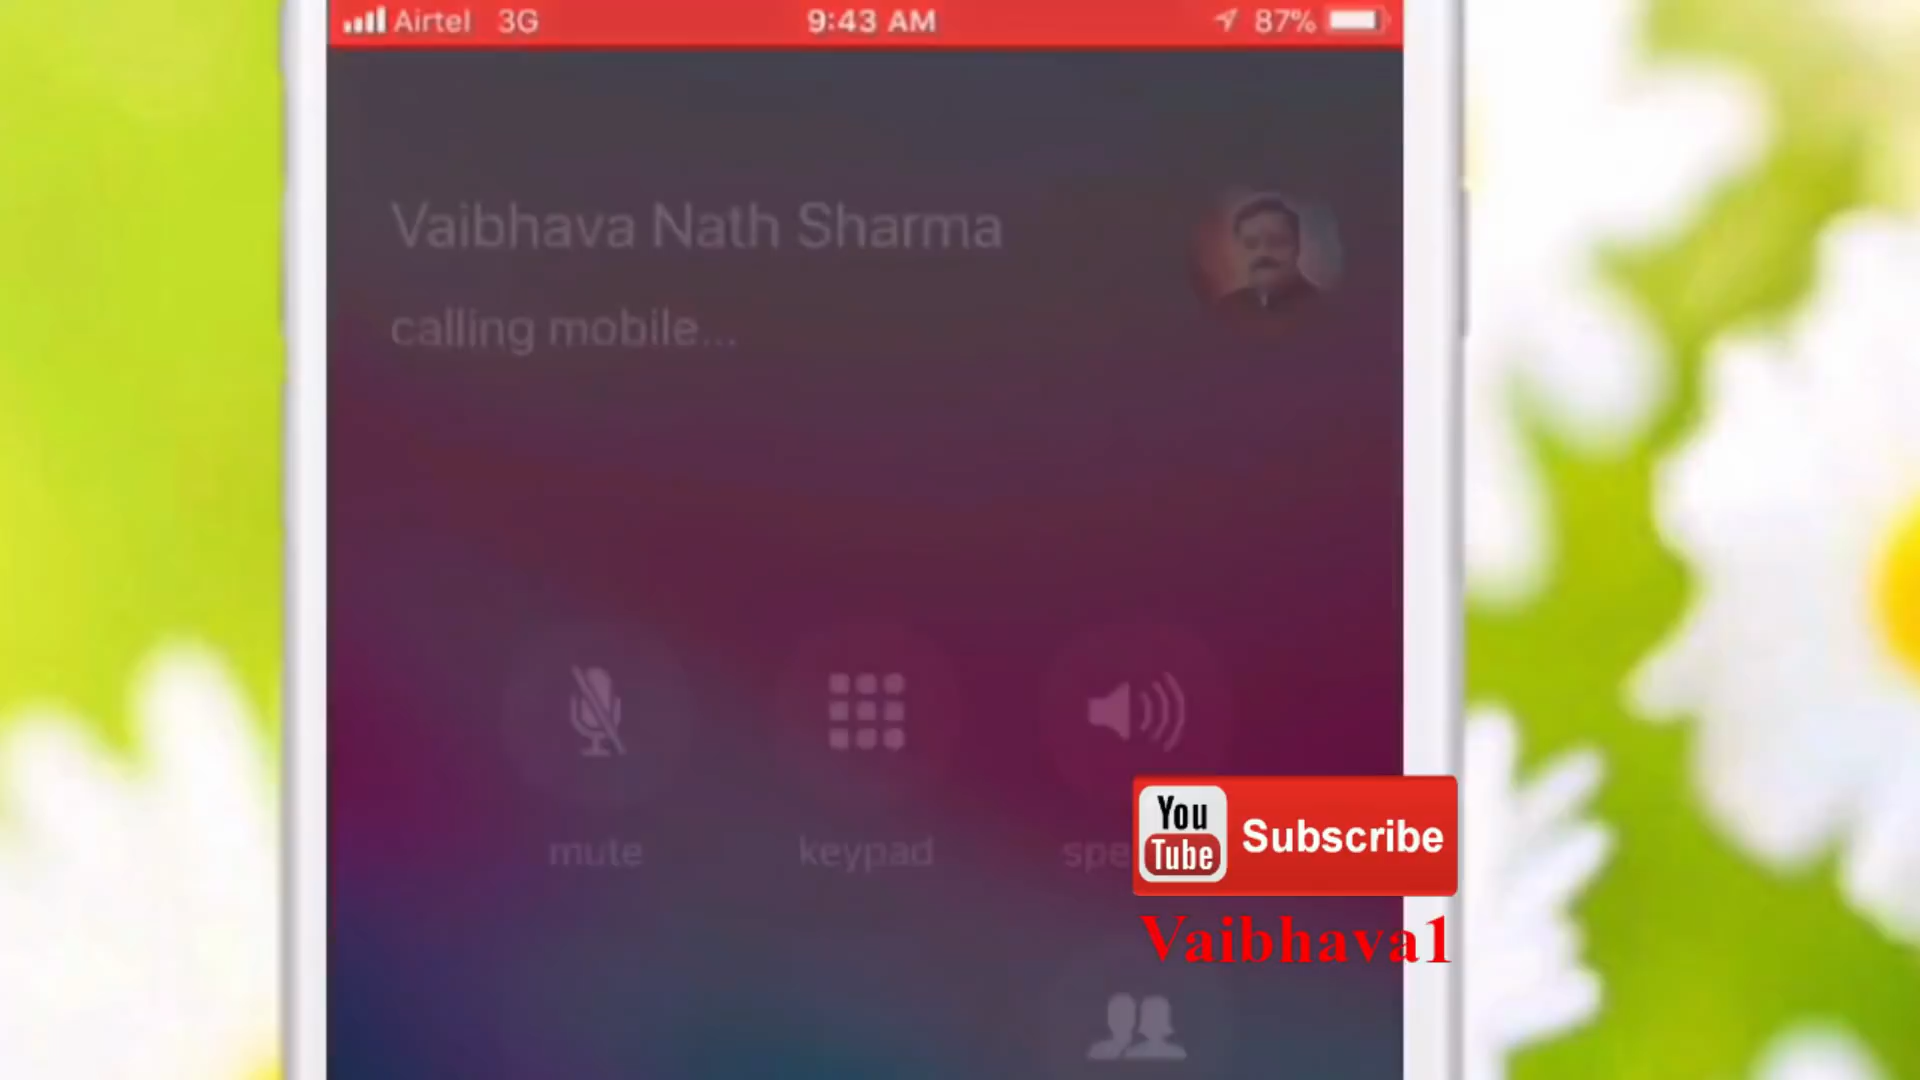 Airtel 3G 9:43 AM 87%
Vaibhava Nath Sharma
calling mobile...
mute keypad spe
You Tube Subscribe
Vaibhava1